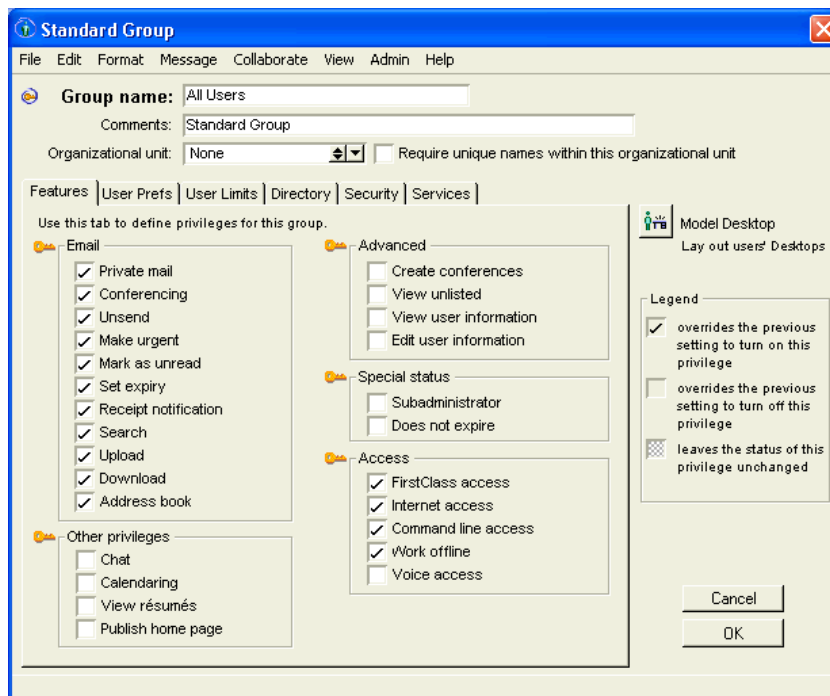 Standard Group
File Edit Format Message Collaborate View Admin Help
Group name: All Users
Comments: Standard Group
Organizational unit: None Require unique names within this organizational unit
Features User Prefs User Limits Directory Security Services
Use this tab to define privileges for this group.
Email
Private mail
Conferencing
Unsend
Make urgent
Mark as unread
Set expiry
Receipt notification
Search
Upload
Download
Address book
Other privileges
Chat
Calendaring
View résumés
Publish home page
Advanced
Create conferences
View unlisted
View user information
Edit user information
Special status
Subadministrator
Does not expire
Access
FirstClass access
Internet access
Command line access
Work offline
Voice access
Model Desktop
Lay out users' Desktops
Legend
overrides the previous
setting to turn on this
privilege
overrides the previous
setting to turn off this
privilege
leaves the status of this
privilege unchanged
Cancel
OK